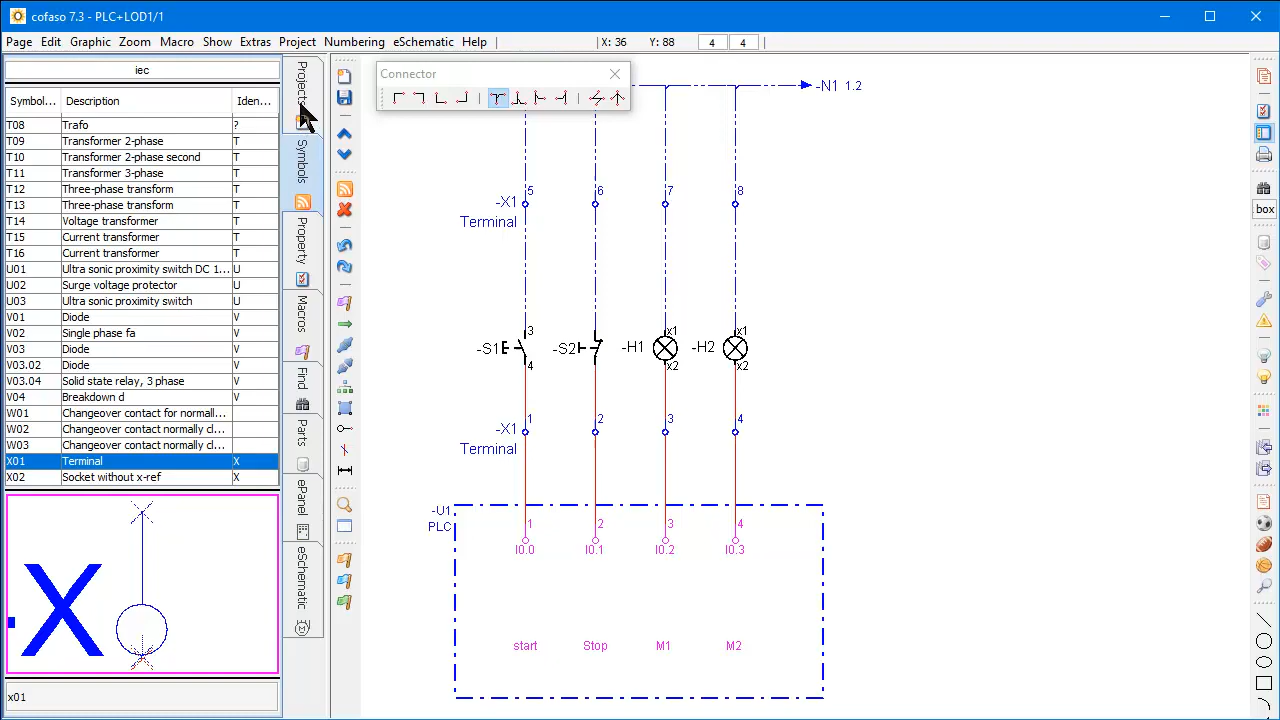 cofaso 7.3 - PLC+LOD1/1
Page Edit Graphic Zoom Macro Show Extras Project Numbering eSchematic Help X: 36 Y: 88 4 4
iec
Symbol... Description Iden...
T08 Trafo ?
T09 Transformer 2-phase T
T10 Transformer 2-phase second T
T11 Transformer 3-phase T
T12 Three-phase transform T
T13 Three-phase transform T
T14 Voltage transformer T
T15 Current transformer T
T16 Current transformer T
U01 Ultra sonic proximity switch DC 1... U
U02 Surge voltage protector U
U03 Ultra sonic proximity switch U
V01 Diode V
V02 Single phase fa V
V03 Diode V
V03.02 Diode V
V03.04 Solid state relay, 3 phase V
V04 Breakdown d V
W01 Changeover contact for normall...
W02 Changeover contact normally cl...
W03 Changeover contact normally cl...
X01 Terminal X
X02 Socket without x-ref X
X
x01
Projects
Symbols
Property
Macros
Find
Parts
ePanel
eSchematic
Connector
-N1 1.2
-X1 5 6 7 8
Terminal
3 x1 x1
-S1 -S2 -H1 -H2
4 x2 x2
-X1 1 2 3 4
Terminal
-U1
PLC
1 2 3 4
I0.0 I0.1 I0.2 I0.3
start Stop M1 M2
box